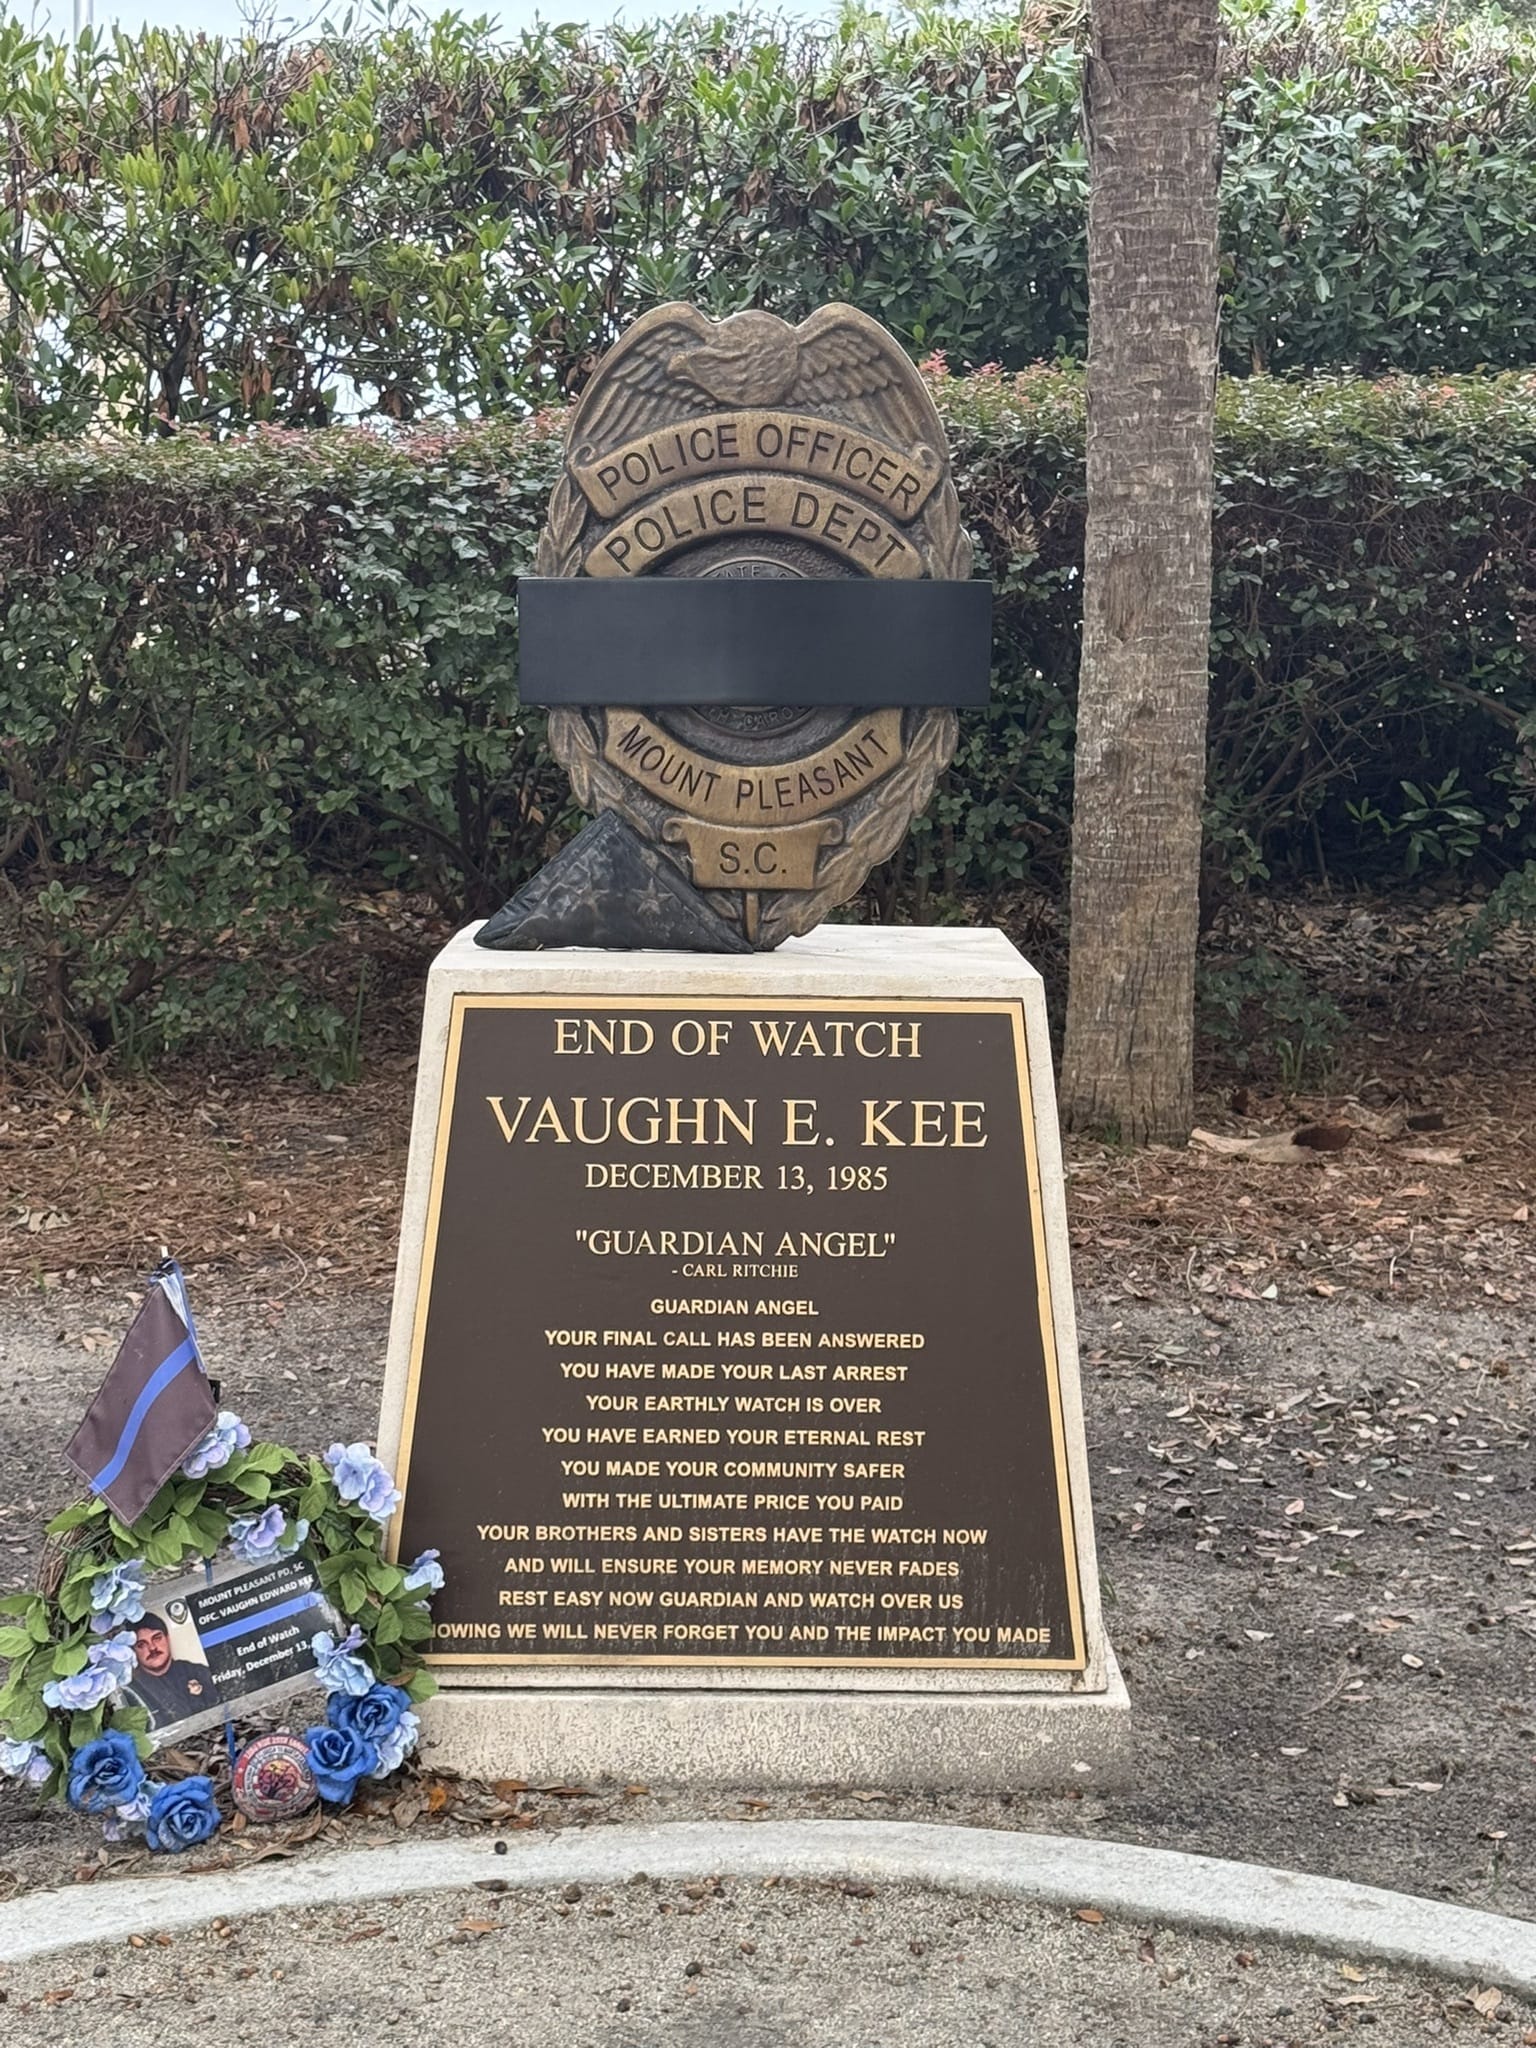 POLICE OFFICER
POLICE DEPT
MOUNT PLEASANT
S.C.
END OF WATCH
VAUGHN E. KEE
DECEMBER 13, 1985
"GUARDIAN ANGEL"
- CARL RITCHIE
GUARDIAN ANGEL
YOUR FINAL CALL HAS BEEN ANSWERED
YOU HAVE MADE YOUR LAST ARREST
YOUR EARTHLY WATCH IS OVER
YOU HAVE EARNED YOUR ETERNAL REST
YOU MADE YOUR COMMUNITY SAFER
WITH THE ULTIMATE PRICE YOU PAID
YOUR BROTHERS AND SISTERS HAVE THE WATCH NOW
AND WILL ENSURE YOUR MEMORY NEVER FADES
REST EASY NOW GUARDIAN AND WATCH OVER US
WE WILL NEVER FORGET YOU AND THE IMPACT YOU MADE
MOUNT PLEASANT PD, SC
OFC. VAUGHN EDWARD KEE
End of Watch
Friday, December 13,